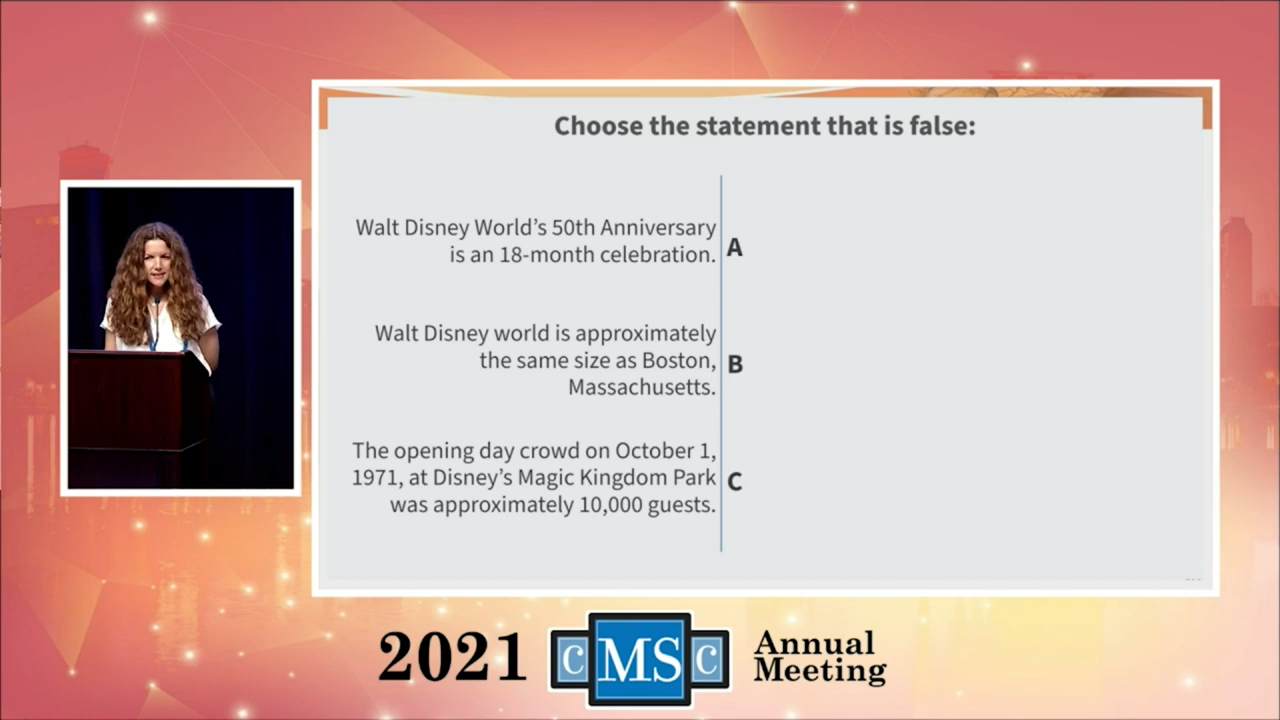 Choose the statement that is false:
Walt Disney World’s 50th Anniversary
is an 18-month celebration.
A
Walt Disney world is approximately
the same size as Boston,
Massachusetts.
B
The opening day crowd on October 1,
1971, at Disney’s Magic Kingdom Park
was approximately 10,000 guests.
C
2021
C
MS
C
Annual
Meeting